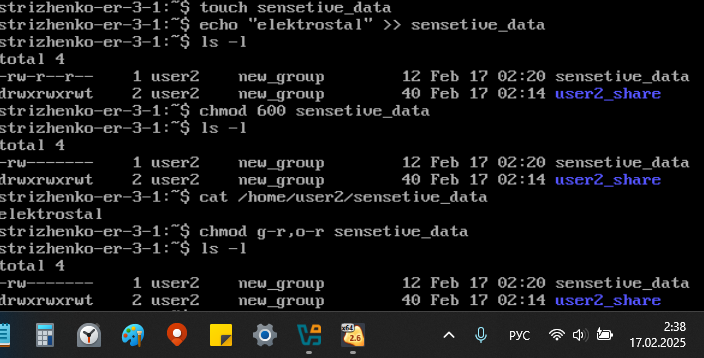 strizhenko-er-3-1:~$ touch sensetive_data
strizhenko-er-3-1:~$ echo "elektrostal" >> sensetive_data
strizhenko-er-3-1:~$ ls -l
total 4
-rw-r--r-- 1 user2 new_group 12 Feb 17 02:20 sensetive_data
drwxrwxrwt 2 user2 new_group 40 Feb 17 02:14 user2_share
strizhenko-er-3-1:~$ chmod 600 sensetive_data
strizhenko-er-3-1:~$ ls -l
total 4
-rw------- 1 user2 new_group 12 Feb 17 02:20 sensetive_data
drwxrwxrwt 2 user2 new_group 40 Feb 17 02:14 user2_share
strizhenko-er-3-1:~$ cat /home/user2/sensetive_data
elektrostal
strizhenko-er-3-1:~$ chmod g-r,o-r sensetive_data
strizhenko-er-3-1:~$ ls -l
total 4
-rw------- 1 user2 new_group 12 Feb 17 02:20 sensetive_data
drwxrwxrwt 2 user2 new_group 40 Feb 17 02:14 user2_share
x64
2.6
РУС
2:38
17.02.2025